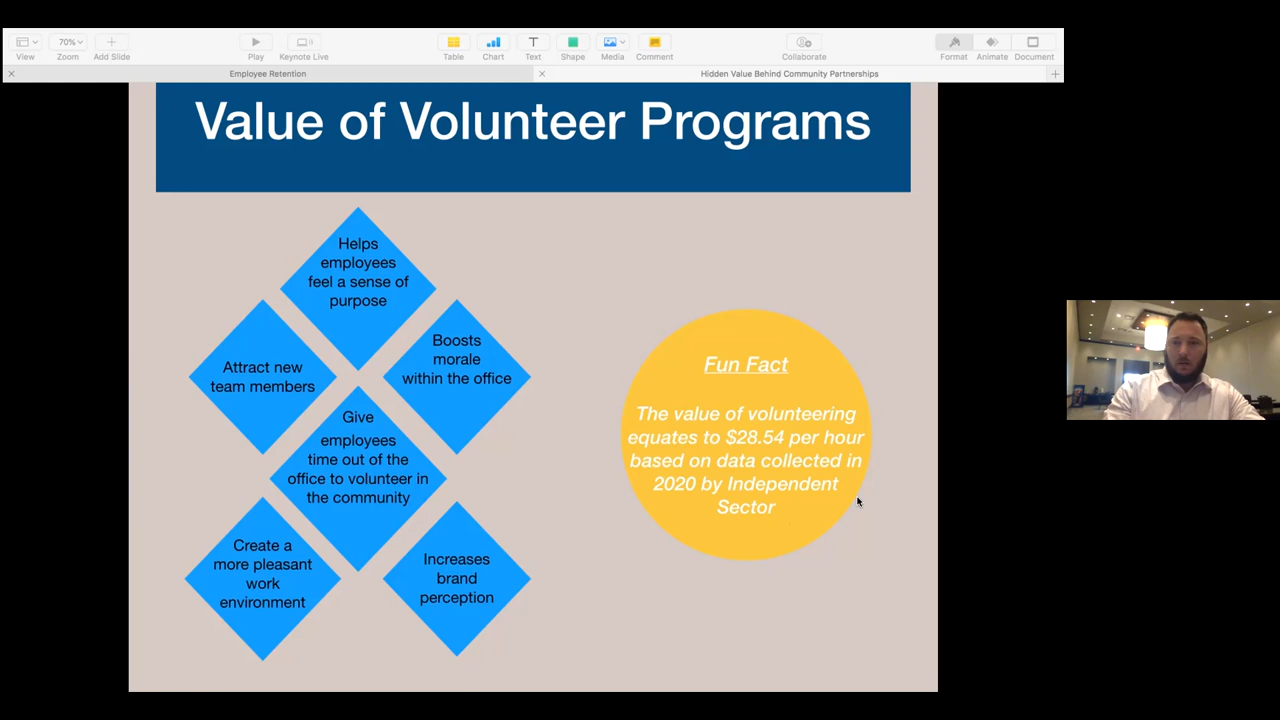 70%
View
Zoom
Add Slide
Play
Keynote Live
Table
Chart
Text
Shape
Media
Comment
Collaborate
Format
Animate
Document
Employee Retention
Hidden Value Behind Community Partnerships
Value of Volunteer Programs
Helps
employees
feel a sense of
purpose
Attract new
team members
Boosts
morale
within the office
Give
employees
time out of the
office to volunteer in
the community
Create a
more pleasant
work
environment
Increases
brand
perception
Fun Fact
The value of volunteering
equates to $28.54 per hour
based on data collected in
2020 by Independent
Sector